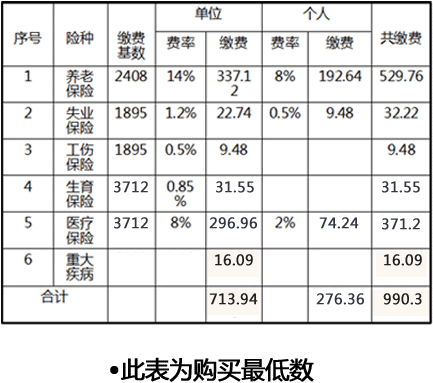 序号 险种 缴费基数 单位 个人 共缴费
费率 缴费 费率 缴费
1 养老保险 2408 14% 337.12 8% 192.64 529.76
2 失业保险 1895 1.2% 22.74 0.5% 9.48 32.22
3 工伤保险 1895 0.5% 9.48 9.48
4 生育保险 3712 0.85% 31.55 31.55
5 医疗保险 3712 8% 296.96 2% 74.24 371.2
6 重大疾病 16.09 16.09
合计 713.94 276.36 990.3
•此表为购买最低数